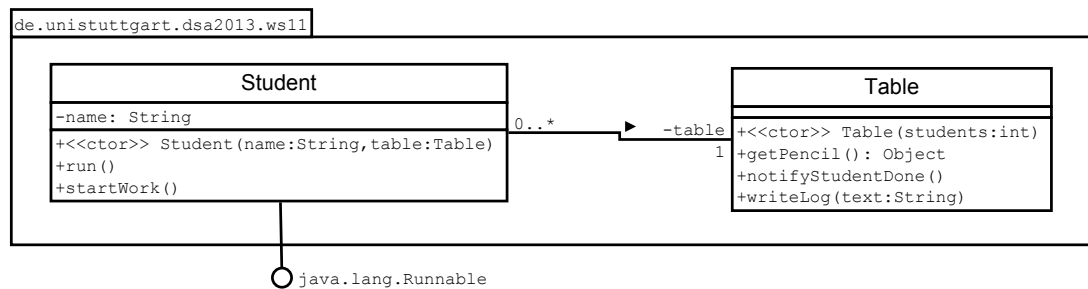 de.unistuttgart.dsa2013.ws11
Student
-name: String
+<<ctor>> Student(name:String,table:Table)
+run()
+startWork()
0..*
-table
1
Table
+<<ctor>> Table(students:int)
+getPencil(): Object
+notifyStudentDone()
+writeLog(text:String)
java.lang.Runnable